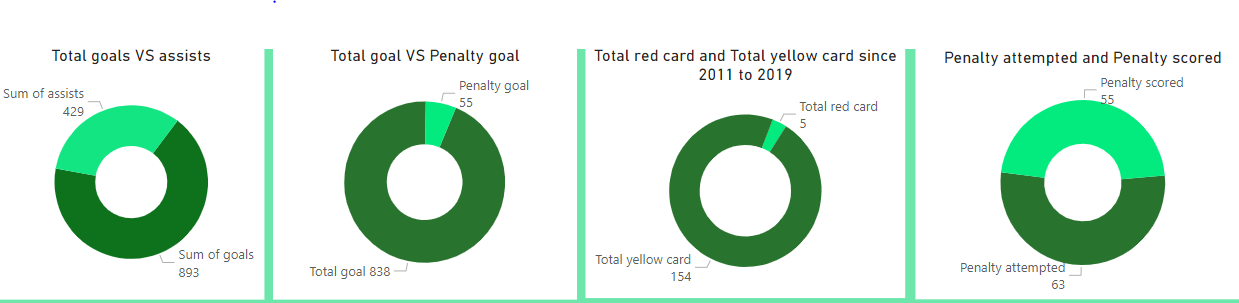 Total goals VS assists
Sum of assists
429
Sum of goals
893
Total goal VS Penalty goal
Penalty goal
55
Total goal 838
Total red card and Total yellow card since
2011 to 2019
Total red card
5
Total yellow card
154
Penalty attempted and Penalty scored
Penalty scored
55
Penalty attempted
63